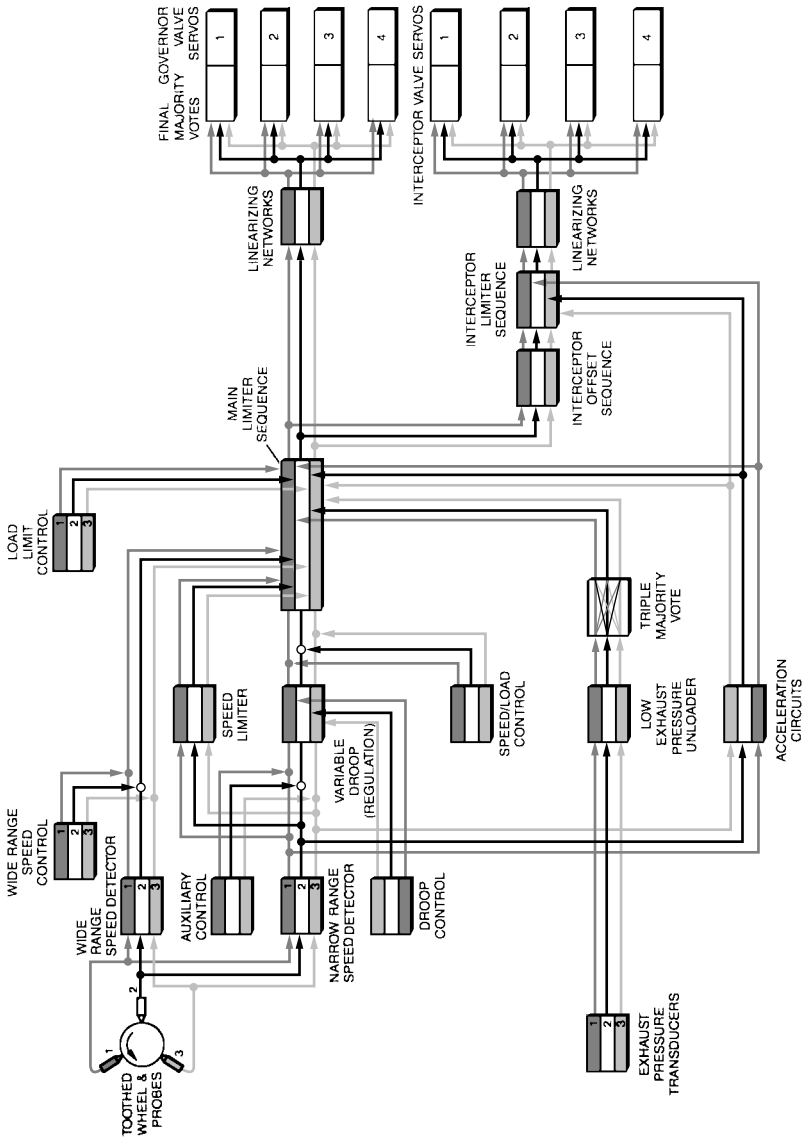 TOOTHED
WHEEL &
PROBES
1
2
3
WIDE RANGE
SPEED
CONTROL
1
2
3
WIDE
RANGE
SPEED DETECTOR
1
2
3
AUXILIARY
CONTROL
NARROW RANGE
SPEED DETECTOR
1
2
3
DROOP
CONTROL
EXHAUST
PRESSURE
TRANSDUCERS
1
2
3
SPEED
LIMITER
VARIABLE
DROOP
(REGULATION)
SPEED/LOAD
CONTROL
LOW
EXHAUST
PRESSURE
UNLOADER
ACCELERATION
CIRCUITS
TRIPLE
MAJORITY
VOTE
LOAD
LIMIT
CONTROL
1
2
3
MAIN
LIMITER
SEQUENCE
INTERCEPTOR
OFFSET
SEQUENCE
INTERCEPTOR
LIMITER
SEQUENCE
LINEARIZING
NETWORKS
LINEARIZING
NETWORKS
FINAL GOVERNOR
MAJORITY VALVE
VOTES SERVOS
1
2
3
4
INTERCEPTOR VALVE SERVOS
1
2
3
4